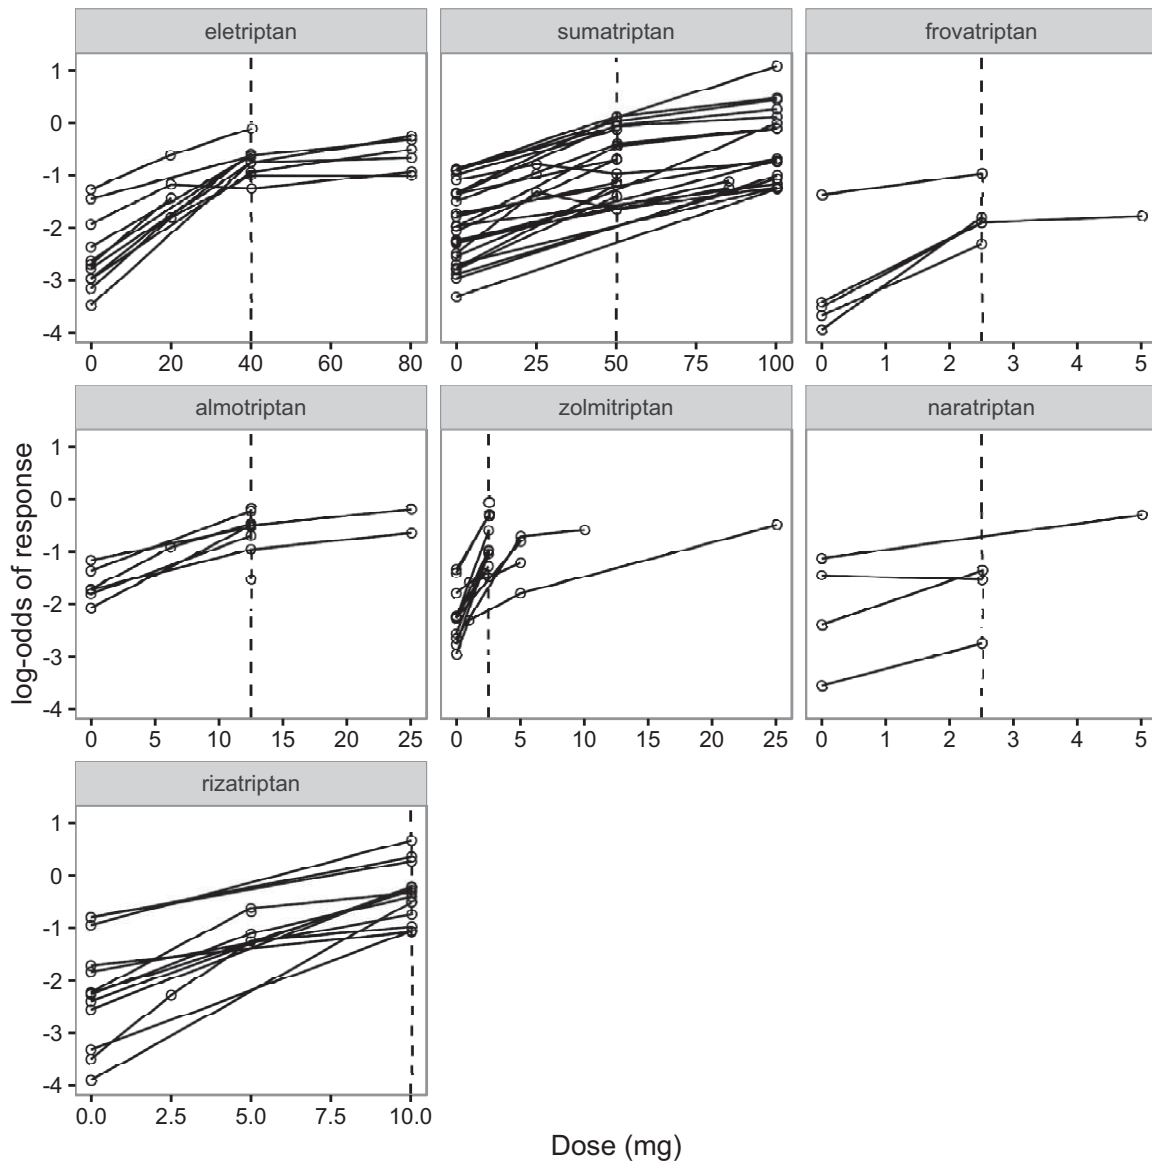 eletriptan sumatriptan frovatriptan
1
0
-1
-2
-3
-4
0 20 40 60 80 0 25 50 75 100 0 1 2 3 4 5
almotriptan zolmitriptan naratriptan
1
0
-1
-2
-3
-4
0 5 10 15 20 25 0 5 10 15 20 25 0 1 2 3 4 5
log-odds of response
rizatriptan
1
0
-1
-2
-3
-4
0.0 2.5 5.0 7.5 10.0
Dose (mg)